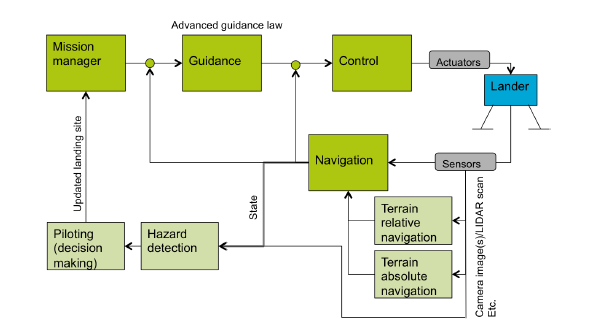 Advanced guidance law
Mission
manager
Guidance
Control
Actuators
Lander
Updated landing site
State
Navigation
Sensors
Camera image(s)/LIDAR scan
Etc.
Terrain
relative
navigation
Piloting
(decision
making)
Hazard
detection
Terrain
absolute
navigation